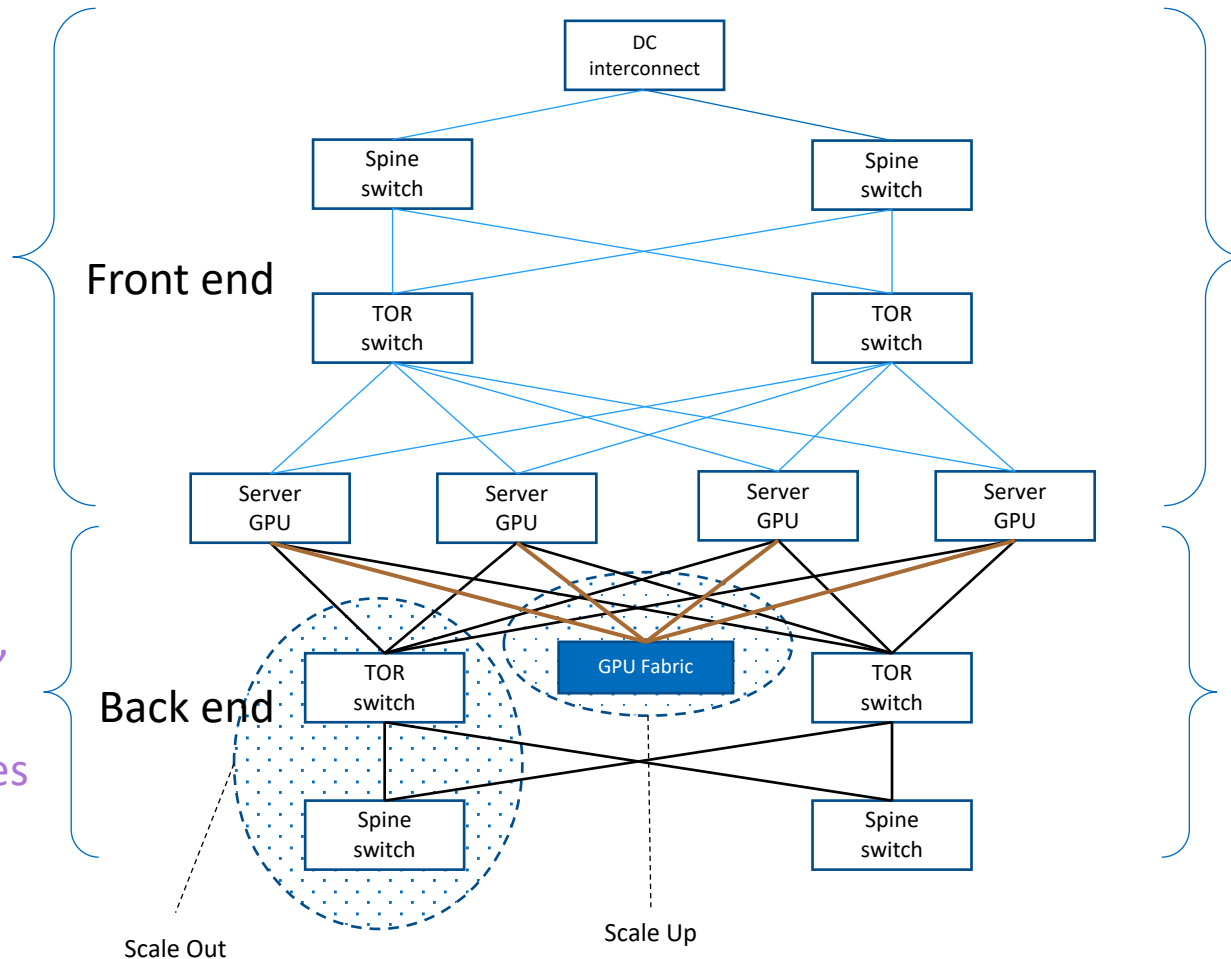 DC
interconnect
Spine
switch
Spine
switch
Front end
TOR
switch
TOR
switch
Server
GPU
Server
GPU
Server
GPU
Server
GPU
,
Back end
es
TOR
switch
GPU Fabric
TOR
switch
Spine
switch
Spine
switch
Scale Out
Scale Up